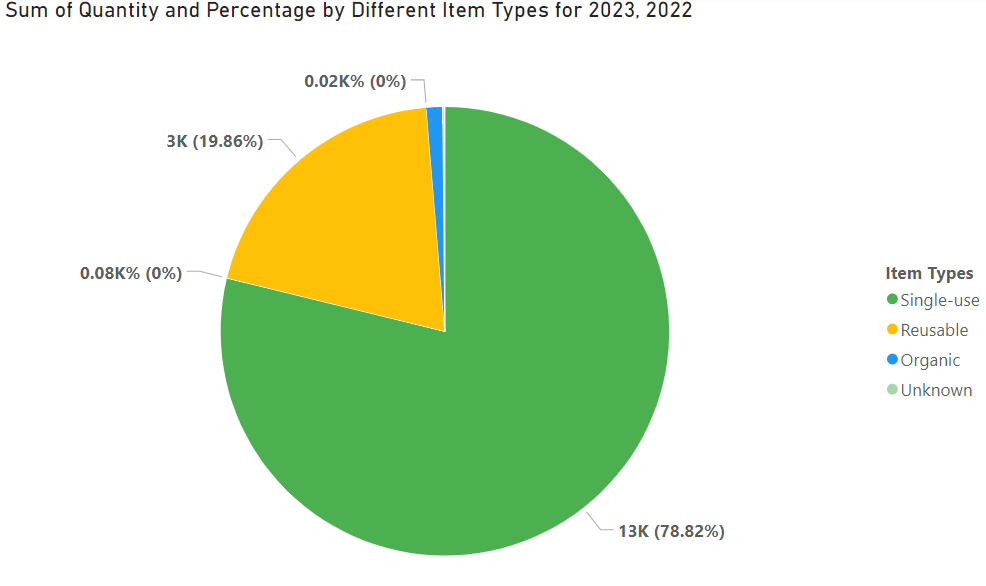 Sum of Quantity and Percentage by Different Item Types for 2023, 2022
0.02K% (0%)
3K (19.86%)
0.08K% (0%)
13K (78.82%)
Item Types
Single-use
Reusable
Organic
Unknown